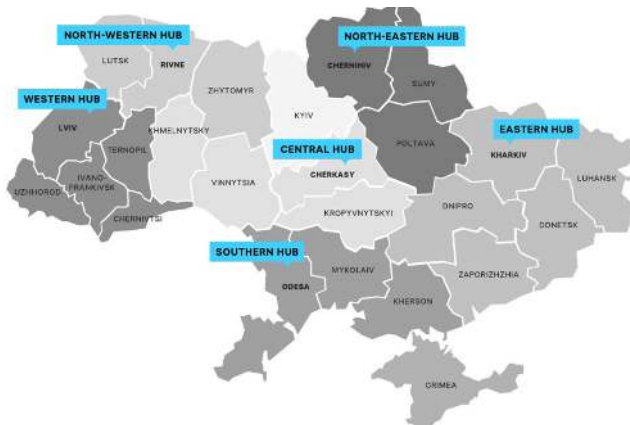 NORTH-WESTERN HUB
NORTH-EASTERN HUB
LUTSK
RIVNE
CHERNIHIV
SUMY
ZHYTOMYR
WESTERN HUB
KYIV
EASTERN HUB
LVIV
KHMELNYTSKY
POLTAVA
TERNOPIL
CENTRAL HUB
KHARKIV
CHERKASY
LUHANSK
IVANO-
FRANKIVSK
UZHHOROD
VINNYTSIA
DNIPRO
CHERNIVTSI
KROPYVNYTSKYI
DONETSK
SOUTHERN HUB
MYKOLAIV
ZAPORIZHZHIA
ODESA
KHERSON
CRIMEA